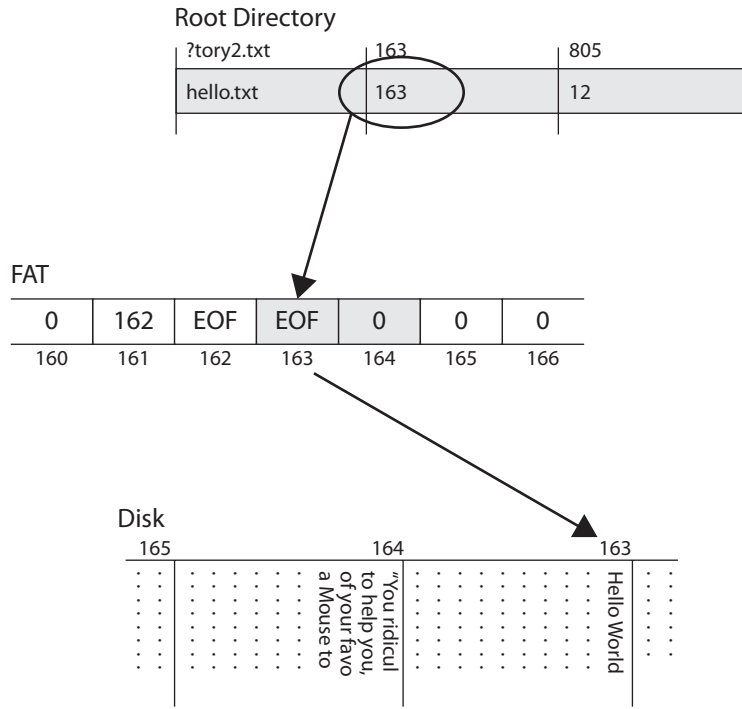 Root Directory
?tory2.txt 163 805
hello.txt 163 12
FAT
0 162 EOF EOF 0 0 0
160 161 162 163 164 165 166
Disk
165 164 163
"You ridicul
to help you,
of your favo
a Mouse to
Hello World